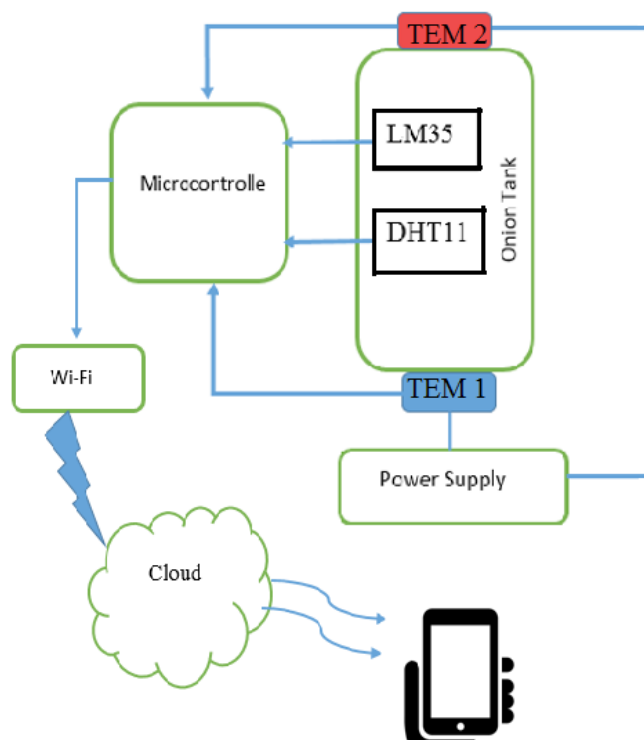 TEM 2
LM35
Micrccortrolle
DHT11
Onion Tank
Wi-Fi
TEM 1
Power Supply
Cloud